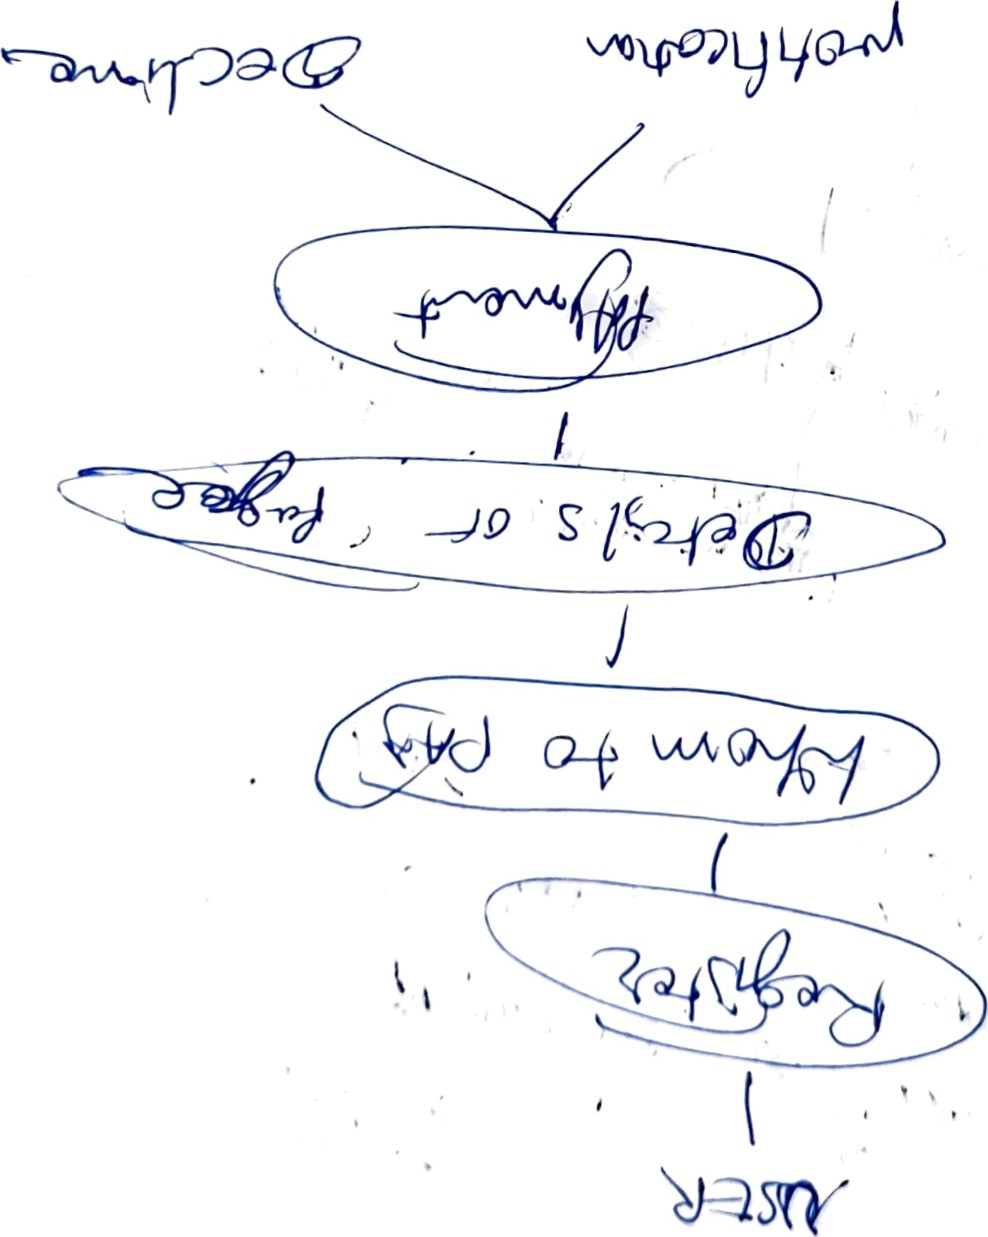 USER
Register
Whom to pay
Details of payee
Payment
Notification Decline